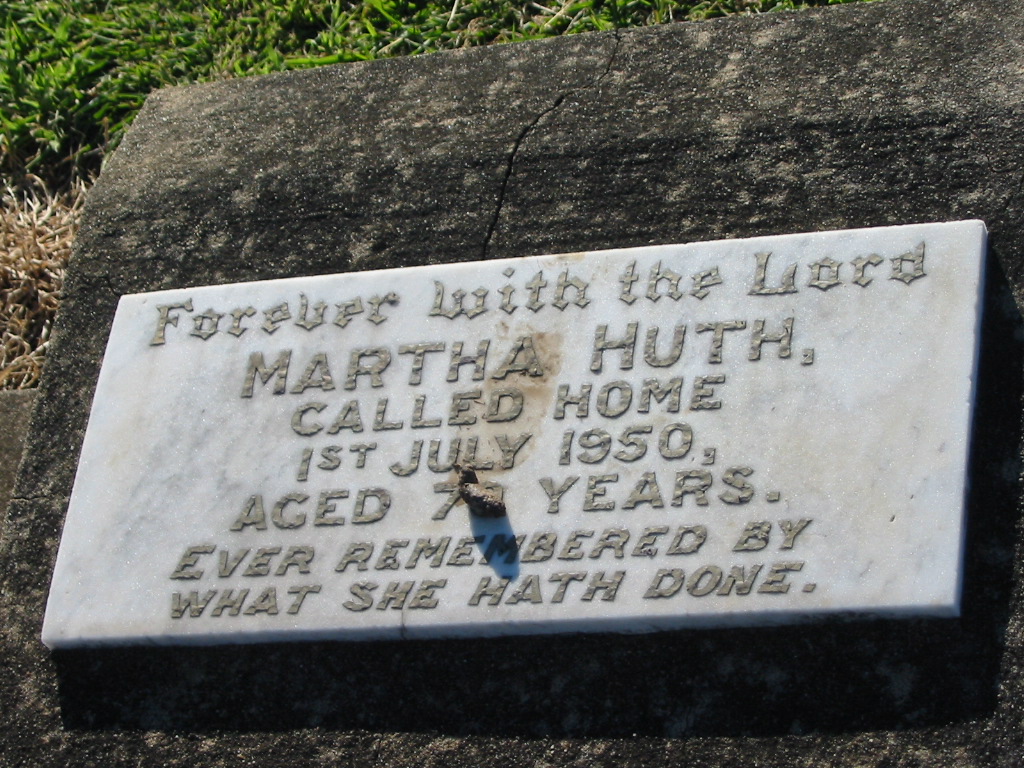 Forever with the Lord
MARTHA HUTH,
CALLED HOME
1ST JULY 1950,
AGED YEARS.
EVER REMEMBERED BY
WHAT SHE HATH DONE.